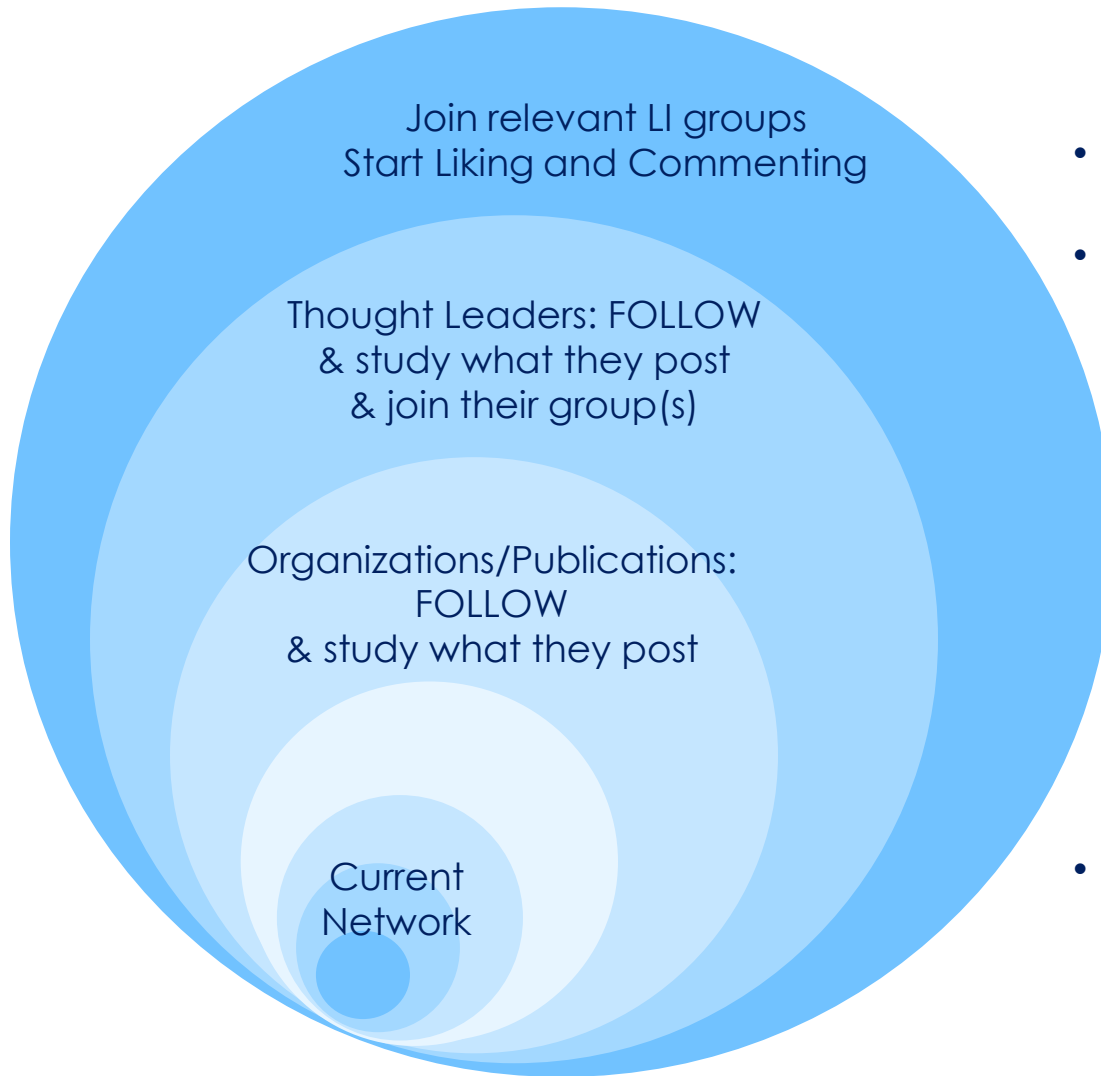 Join relevant LI groups
Start Liking and Commenting
Thought Leaders: FOLLOW
& study what they post
& join their group(s)
Organizations/Publications:
FOLLOW
& study what they post
Current
Network